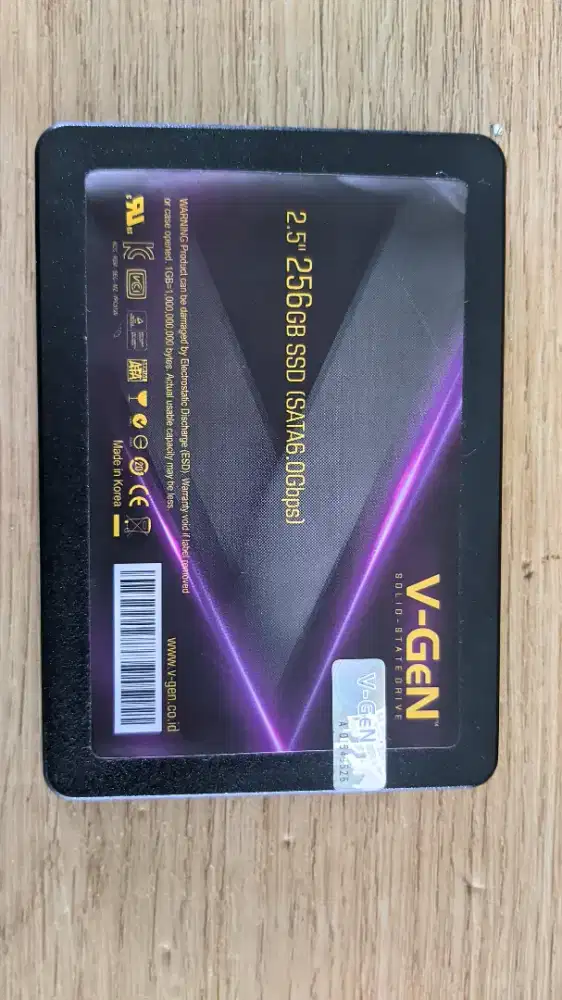 V-GeN™
SOLID-STATE DRIVE
V-GeN
2.5" 256GB SSD (SATA6.0Gbps)
WARNING Product can be damaged by Electrostatic Discharge (ESD). Warranty void if label removed
or case opened. 1GB=1,000,000,000 bytes. Actual usable capacity may be less.
www.v-gen.co.id
Made in Korea